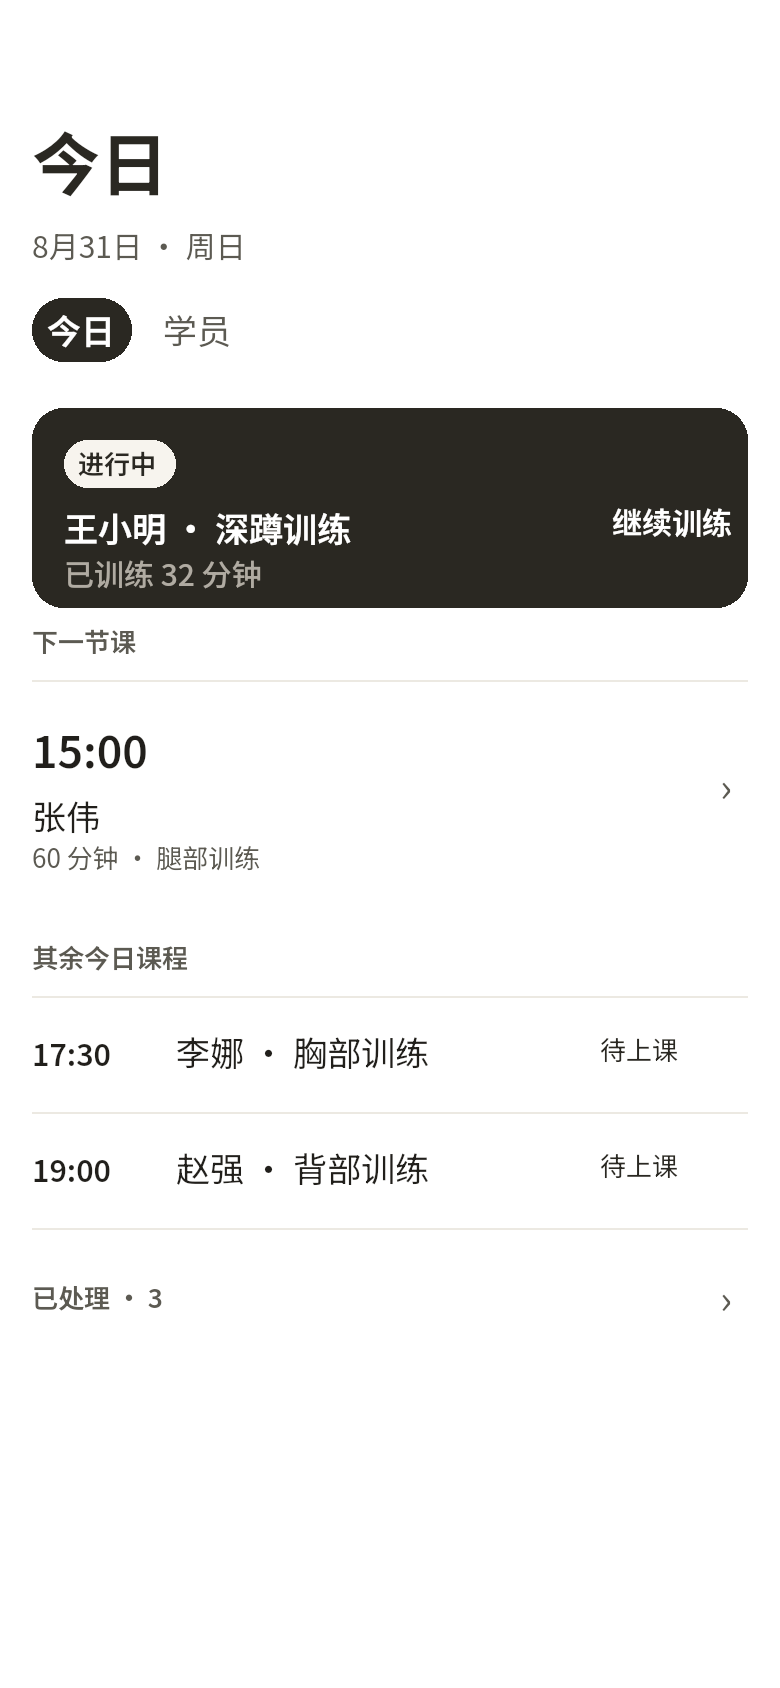 今日
8月31日 · 周日
今日 学员
进行中
王小明 · 深蹲训练 继续训练
已训练 32 分钟
下一节课
15:00
›
张伟
60 分钟 · 腿部训练
其余今日课程
17:30 李娜 · 胸部训练 待上课
19:00 赵强 · 背部训练 待上课
已处理 · 3 ›